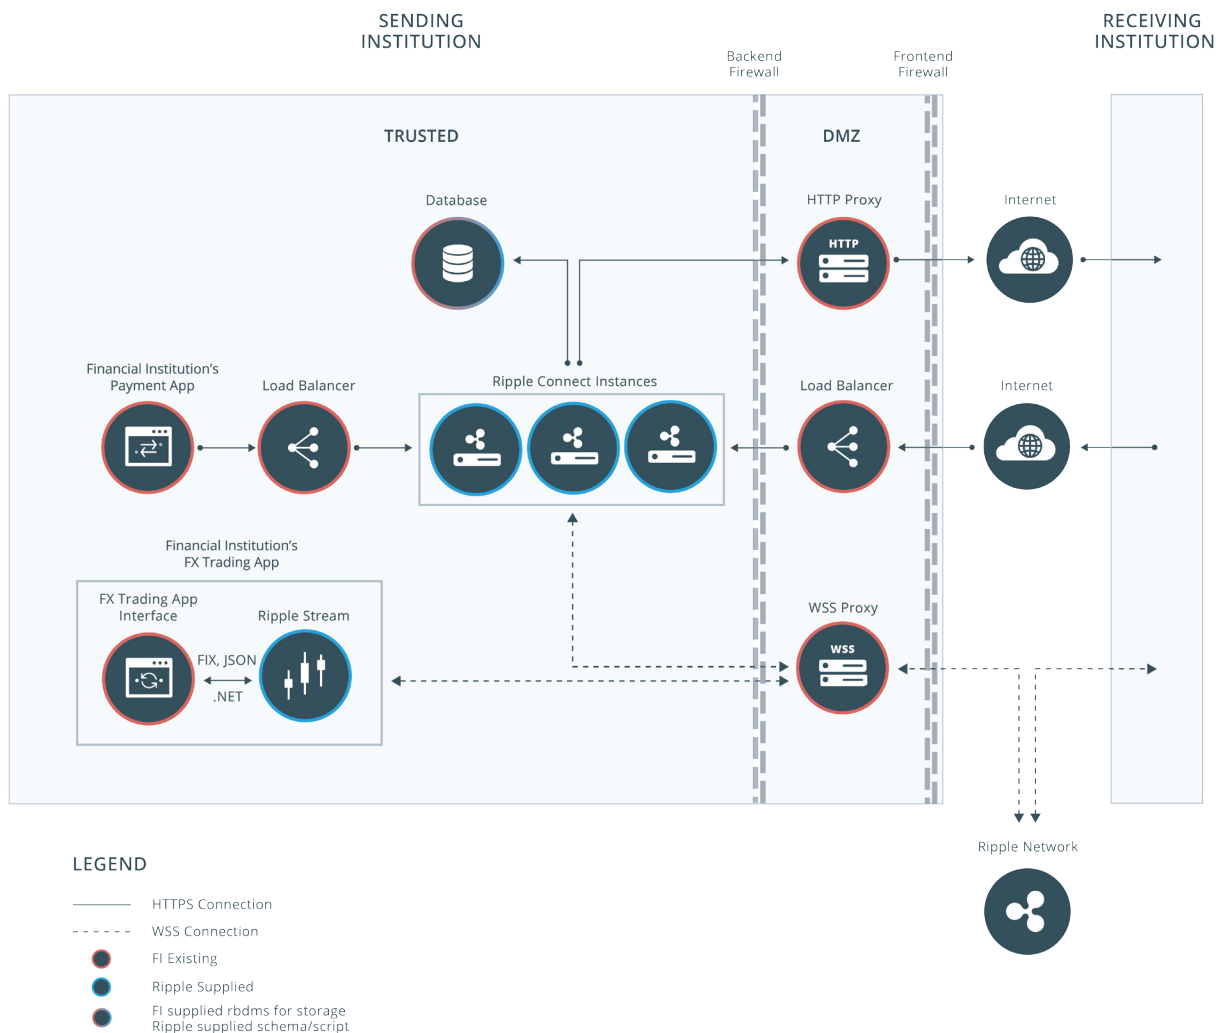 SENDING
INSTITUTION
RECEIVING
INSTITUTION
Backend
Firewall
Frontend
Firewall
TRUSTED
DMZ
Database
HTTP Proxy
Internet
HTTP
Financial Institution's
Payment App
Load Balancer
Ripple Connect Instances
Load Balancer
Internet
Financial Institution's
FX Trading App
FX Trading App
Interface
Ripple Stream
WSS Proxy
FIX, JSON
.NET
WSS
Ripple Network
LEGEND
HTTPS Connection
WSS Connection
FI Existing
Ripple Supplied
FI supplied rbdms for storage
Ripple supplied schema/script